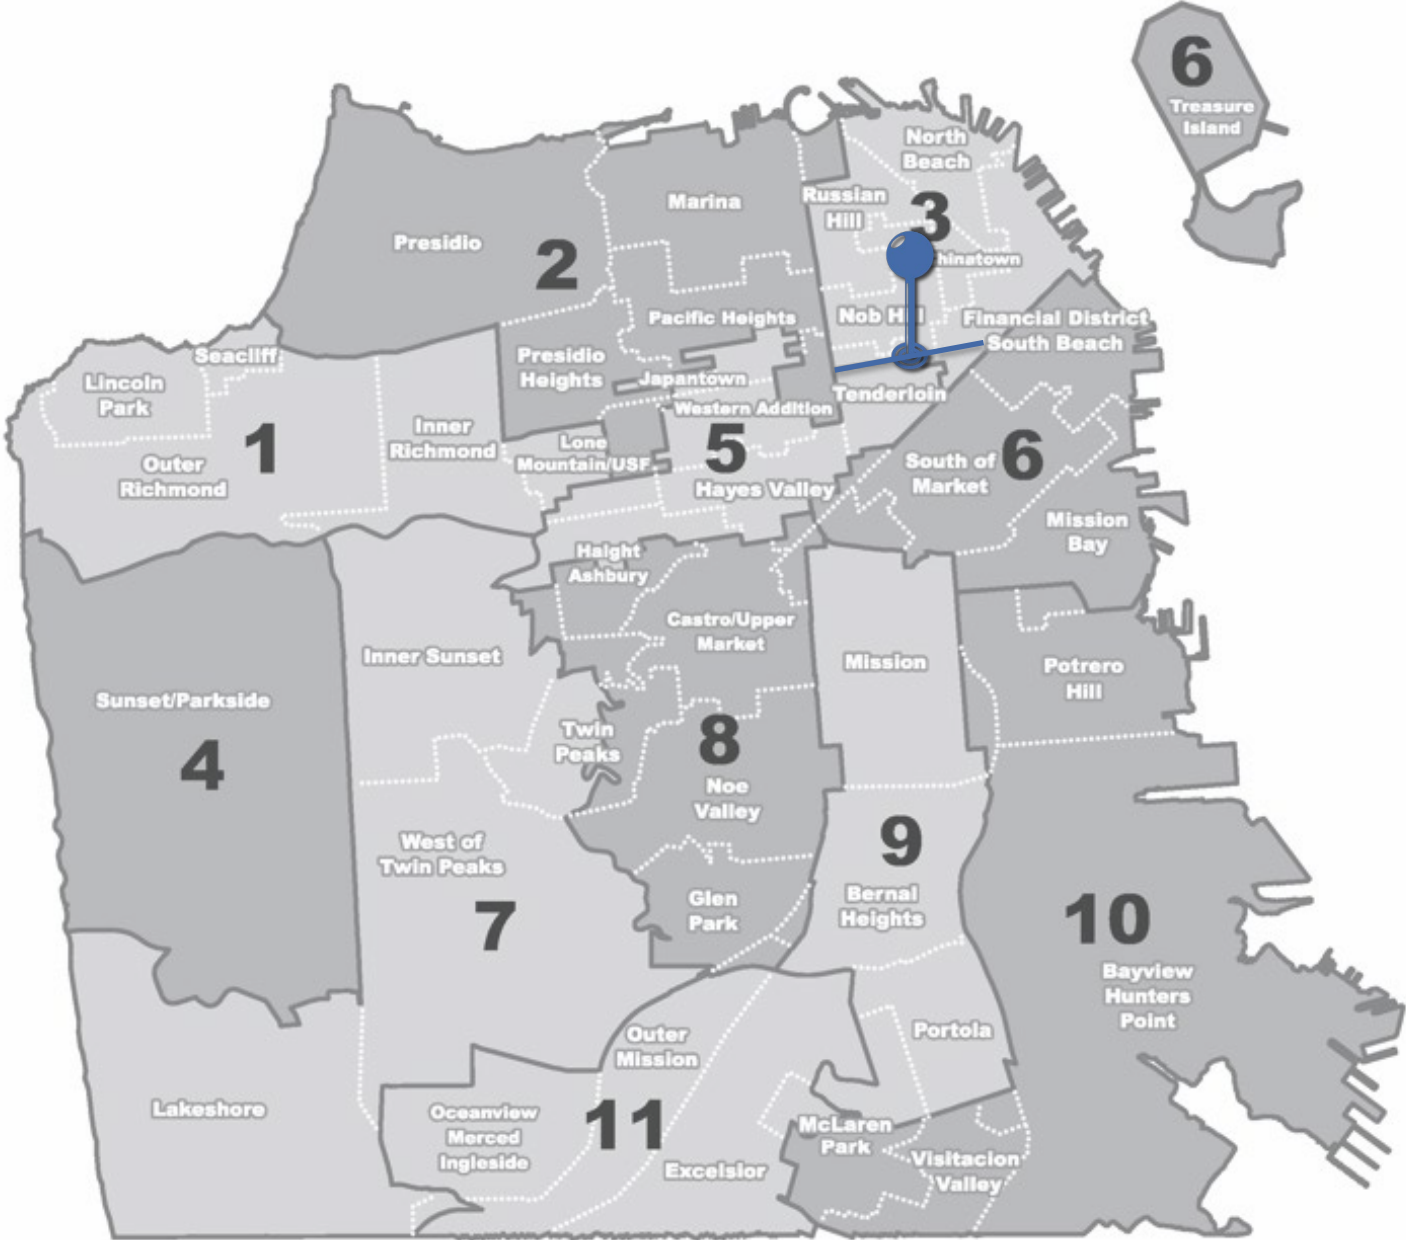 6
Treasure
Island
North
Beach
Marina
Russian
Hill
3
Presidio
2
hinatown
Pacific Heights
Nob Hill
Financial District
South Beach
Seacliff
Presidio
Heights
Lincoln
Park
Japantown
Tenderloin
Western Addition
1
Inner
Richmond
Lone
Mountain/USF
5
6
Outer
Richmond
South of
Market
Hayes Valley
Mission
Bay
Haight
Ashbury
Castro/Upper
Market
Inner Sunset
Mission
Potrero
Hill
Sunset/Parkside
4
Twin
Peaks
8
Noe
Valley
West of
Twin Peaks
9
7
Glen
Park
Bernal
Heights
10
Bayview
Hunters
Point
Outer
Mission
Portola
Lakeshore
Oceanview
Merced
Ingleside
11
McLaren
Park
Excelsior
Visitacion
Valley